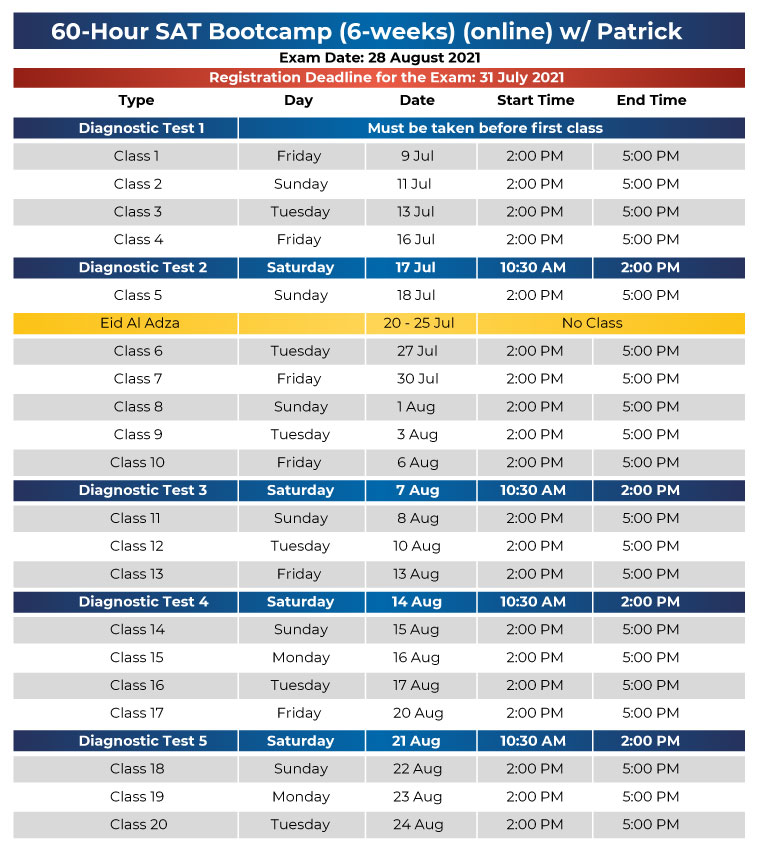 60-Hour SAT Bootcamp (6-weeks) (online) w/ Patrick
Exam Date: 28 August 2021
Registration Deadline for the Exam: 31 July 2021
Type Day Date Start Time End Time
Diagnostic Test 1 Must be taken before first class
Class 1 Friday 9 Jul 2:00 PM 5:00 PM
Class 2 Sunday 11 Jul 2:00 PM 5:00 PM
Class 3 Tuesday 13 Jul 2:00 PM 5:00 PM
Class 4 Friday 16 Jul 2:00 PM 5:00 PM
Diagnostic Test 2 Saturday 17 Jul 10:30 AM 2:00 PM
Class 5 Sunday 18 Jul 2:00 PM 5:00 PM
Eid Al Adza 20 - 25 Jul No Class
Class 6 Tuesday 27 Jul 2:00 PM 5:00 PM
Class 7 Friday 30 Jul 2:00 PM 5:00 PM
Class 8 Sunday 1 Aug 2:00 PM 5:00 PM
Class 9 Tuesday 3 Aug 2:00 PM 5:00 PM
Class 10 Friday 6 Aug 2:00 PM 5:00 PM
Diagnostic Test 3 Saturday 7 Aug 10:30 AM 2:00 PM
Class 11 Sunday 8 Aug 2:00 PM 5:00 PM
Class 12 Tuesday 10 Aug 2:00 PM 5:00 PM
Class 13 Friday 13 Aug 2:00 PM 5:00 PM
Diagnostic Test 4 Saturday 14 Aug 10:30 AM 2:00 PM
Class 14 Sunday 15 Aug 2:00 PM 5:00 PM
Class 15 Monday 16 Aug 2:00 PM 5:00 PM
Class 16 Tuesday 17 Aug 2:00 PM 5:00 PM
Class 17 Friday 20 Aug 2:00 PM 5:00 PM
Diagnostic Test 5 Saturday 21 Aug 10:30 AM 2:00 PM
Class 18 Sunday 22 Aug 2:00 PM 5:00 PM
Class 19 Monday 23 Aug 2:00 PM 5:00 PM
Class 20 Tuesday 24 Aug 2:00 PM 5:00 PM